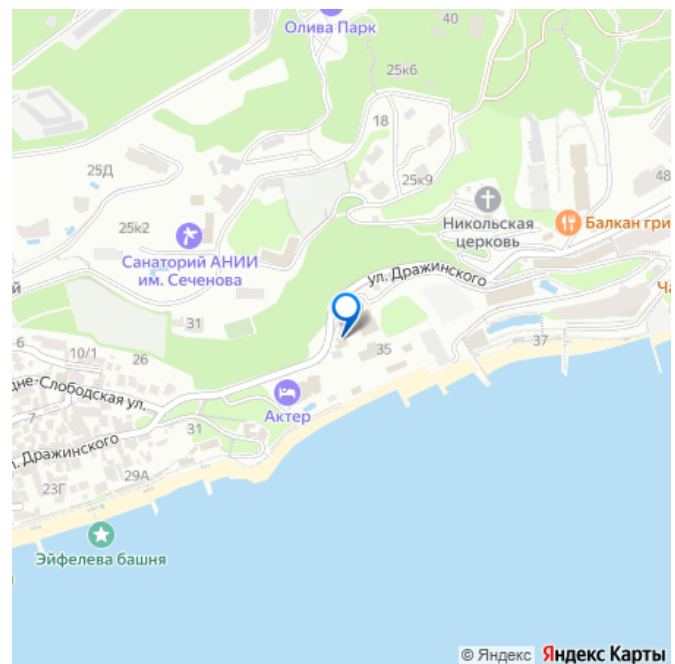 Олива Парк
40
25к6
18
25Д
25к9
48
25к2
Никольская
церковь
Балкан гри
Санаторий АНИИ
им. Сеченова
ул. Дражинского
ий
Ча
31
6
10/1
26
35
37
дне-Слободская ул.
7
Актер
л. Дражинского
31
29А
23Г
Эйфелева башня
© Яндекс Яндекс Карты